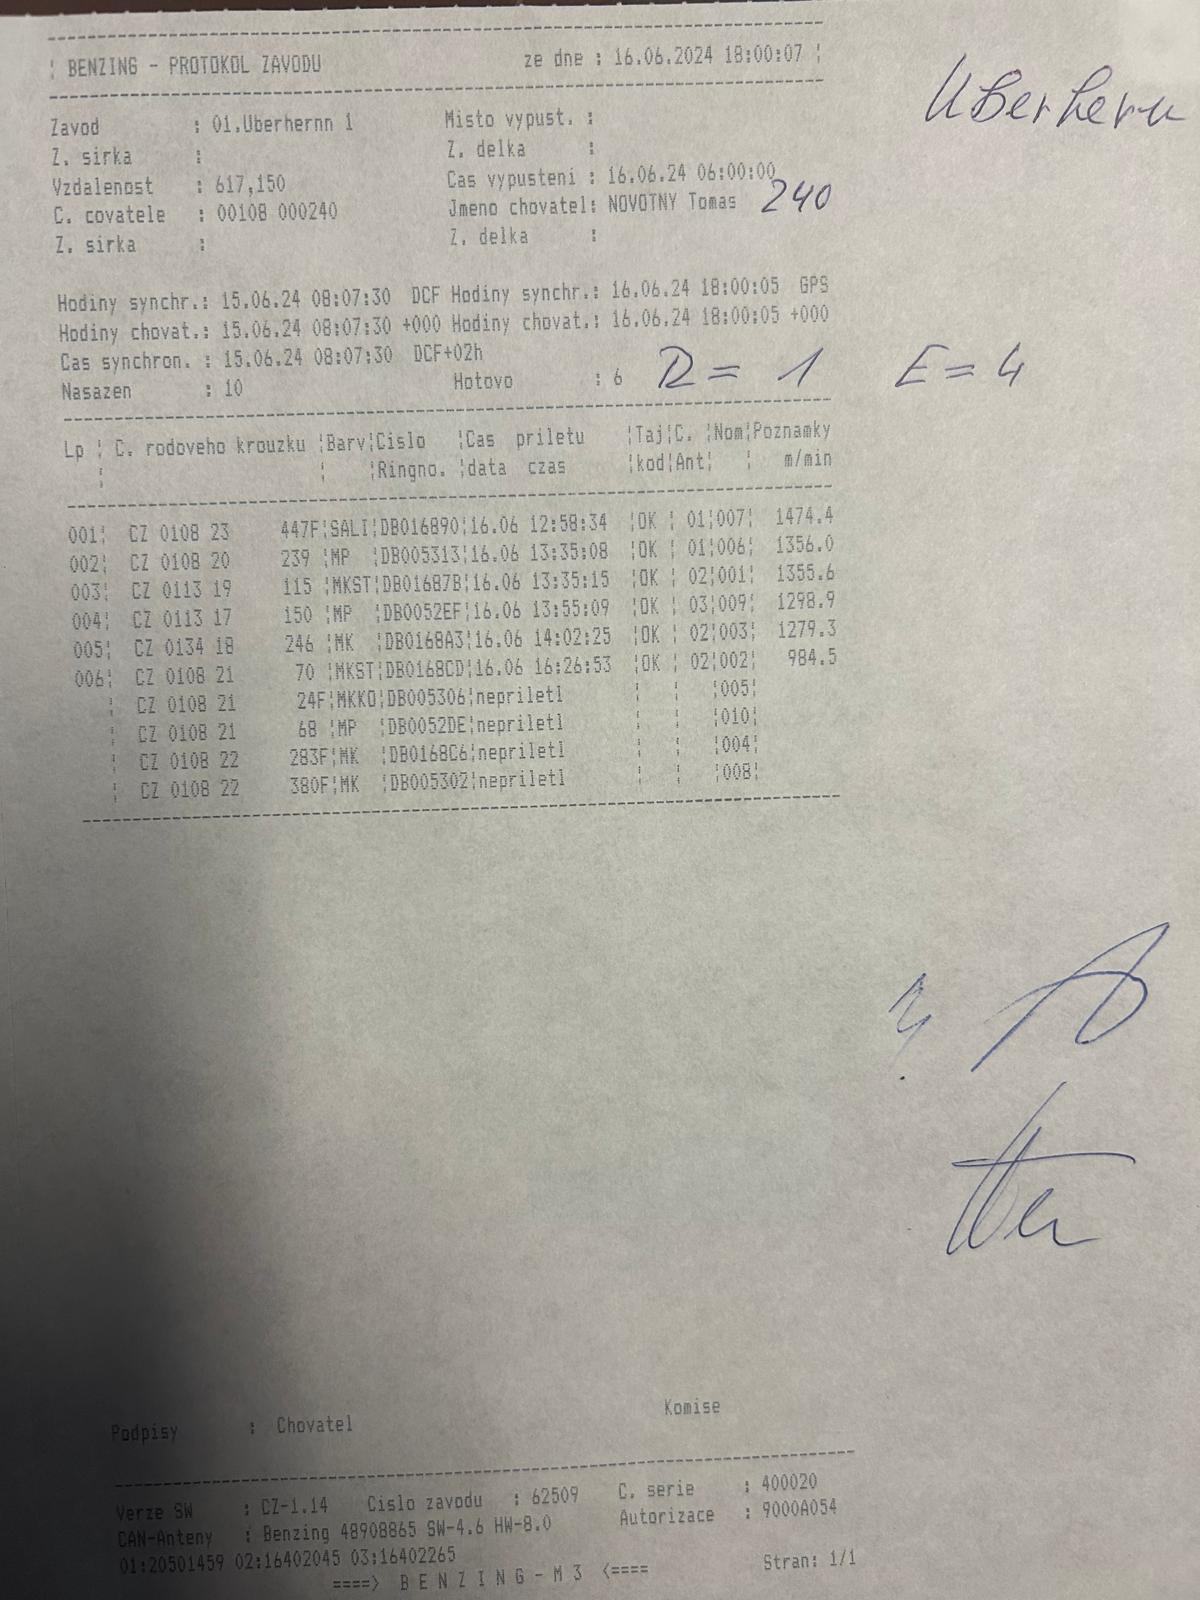 BENZING - PROTOKOL ZAVODU ze dne : 16.06.2024 18:00:07
Uberhern
Zavod : 01.Uberhernn 1 Misto vypust. :
Z. sirka : Z. delka :
Vzdalenost : 617,150 Cas vypusteni : 16.06.24 06:00:00
C. covatele : 00108 000240 Jmeno chovatel: NOVOTNY Tomas 240
Z. sirka : Z. delka :
Hodiny synchr.: 15.06.24 08:07:30 DCF Hodiny synchr.: 16.06.24 18:00:05 GPS
Hodiny chovat.: 15.06.24 08:07:30 +000 Hodiny chovat.: 16.06.24 18:00:05 +000
Cas synchron. : 15.06.24 08:07:30 DCF+02h
Nasazen : 10 Hotovo : 6 D = 1 E = 4
Lp ¦ C. rodoveho krouzku ¦Barv¦Cislo ¦Cas priletu ¦Taj¦C. ¦Nom¦Poznamky
¦ ¦ ¦Ringno. ¦data czas ¦kod¦Ant¦ ¦ m/min
001¦ CZ 0108 23 447F¦SALI¦DB016890¦16.06 12:58:34 ¦OK ¦ 01¦007¦ 1474.4
002¦ CZ 0108 20 239 ¦MP ¦DB005313¦16.06 13:35:08 ¦OK ¦ 01¦006¦ 1356.0
003¦ CZ 0113 19 115 ¦MKST¦DB01687B¦16.06 13:35:15 ¦OK ¦ 02¦001¦ 1355.6
004¦ CZ 0113 17 150 ¦MP ¦DB0052EF¦16.06 13:55:09 ¦OK ¦ 03¦009¦ 1298.9
005¦ CZ 0134 18 246 ¦MK ¦DB0168A3¦16.06 14:02:25 ¦OK ¦ 02¦003¦ 1279.3
006¦ CZ 0108 21 70 ¦MKST¦DB0168CD¦16.06 16:26:53 ¦OK ¦ 02¦002¦ 984.5
¦ CZ 0108 21 24F¦MKKO¦DB005306¦nepriletl ¦ ¦ ¦005¦
¦ CZ 0108 21 68 ¦MP ¦DB0052DE¦nepriletl ¦ ¦ ¦010¦
¦ CZ 0108 22 283F¦MK ¦DB0168C6¦nepriletl ¦ ¦ ¦004¦
¦ CZ 0108 22 380F¦MK ¦DB005302¦nepriletl ¦ ¦ ¦008¦
Podpisy : Chovatel Komise
Verze SW : CZ-1.14 Cislo zavodu : 62509 C. serie : 400020
CAN-Anteny : Benzing 48908865 SW-4.6 HW-8.0 Autorizace : 9000A054
01:20501459 02:16402045 03:16402265
====> B E N Z I N G - M 3 <==== Stran: 1/1